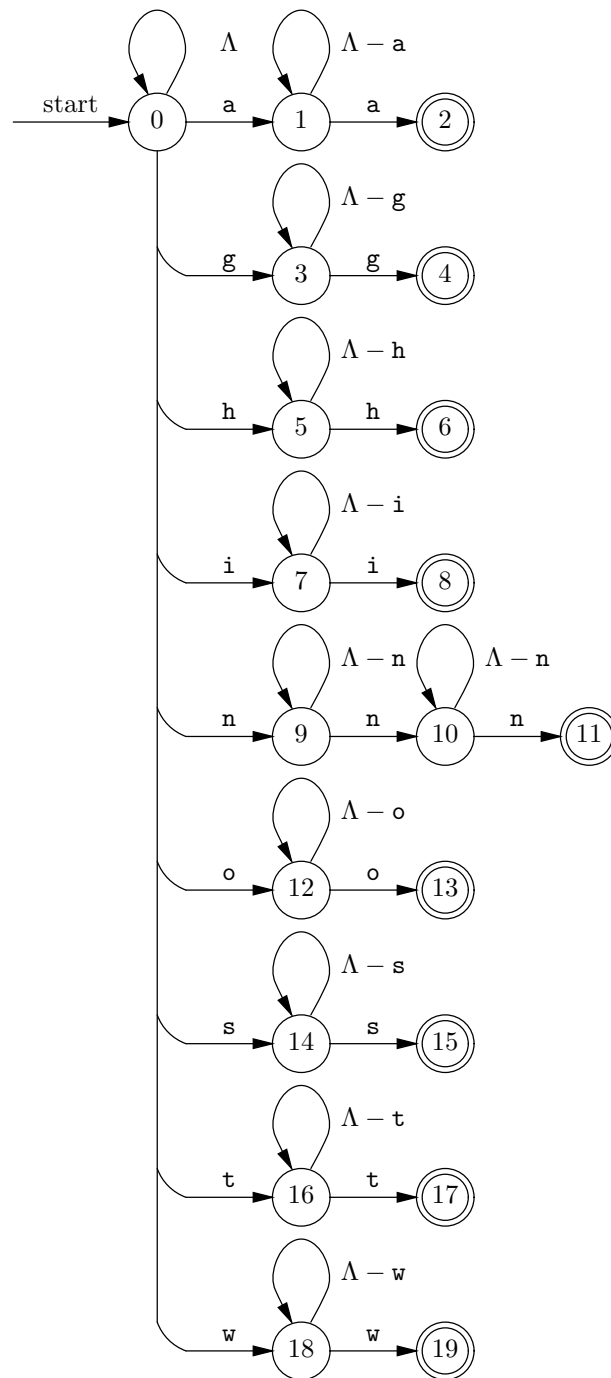 Λ Λ − a
start 0 a 1 a 2
Λ − g
g 3 g 4
Λ − h
h 5 h 6
Λ − i
i 7 i 8
Λ − n Λ − n
n 9 n 10 n 11
Λ − o
o 12 o 13
Λ − s
s 14 s 15
Λ − t
t 16 t 17
Λ − w
w 18 w 19